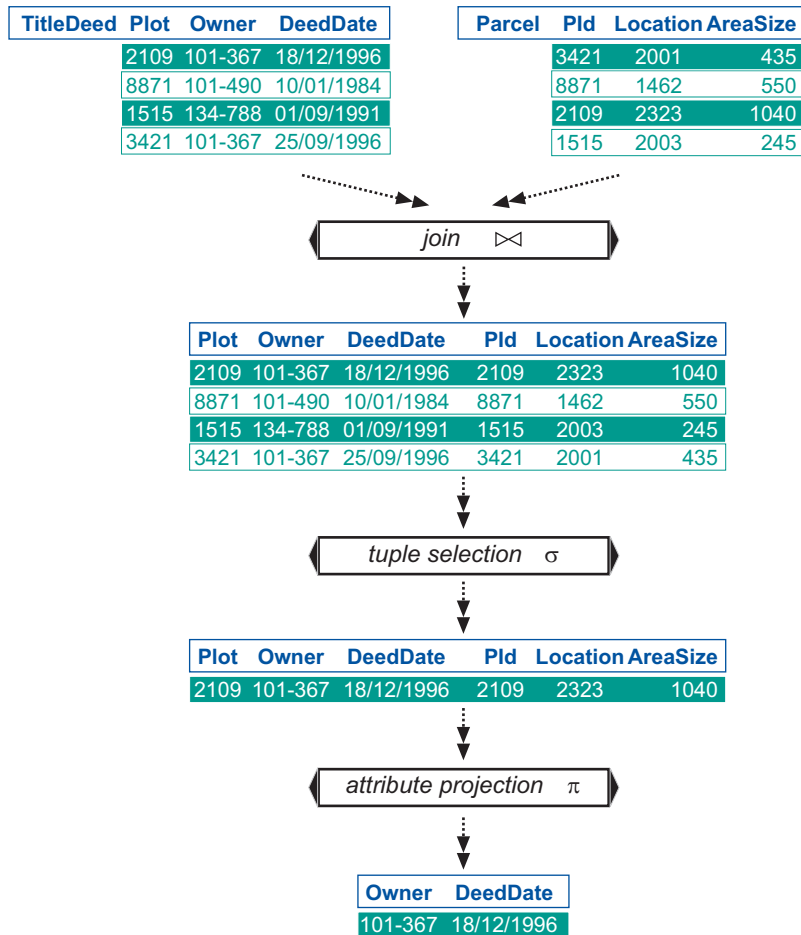 TitleDeed Plot Owner DeedDate
2109 101-367 18/12/1996
8871 101-490 10/01/1984
1515 134-788 01/09/1991
3421 101-367 25/09/1996
Parcel PId Location AreaSize
3421 2001 435
8871 1462 550
2109 2323 1040
1515 2003 245
join ⋈
Plot Owner DeedDate PId Location AreaSize
2109 101-367 18/12/1996 2109 2323 1040
8871 101-490 10/01/1984 8871 1462 550
1515 134-788 01/09/1991 1515 2003 245
3421 101-367 25/09/1996 3421 2001 435
tuple selection σ
Plot Owner DeedDate PId Location AreaSize
2109 101-367 18/12/1996 2109 2323 1040
attribute projection π
Owner DeedDate
101-367 18/12/1996